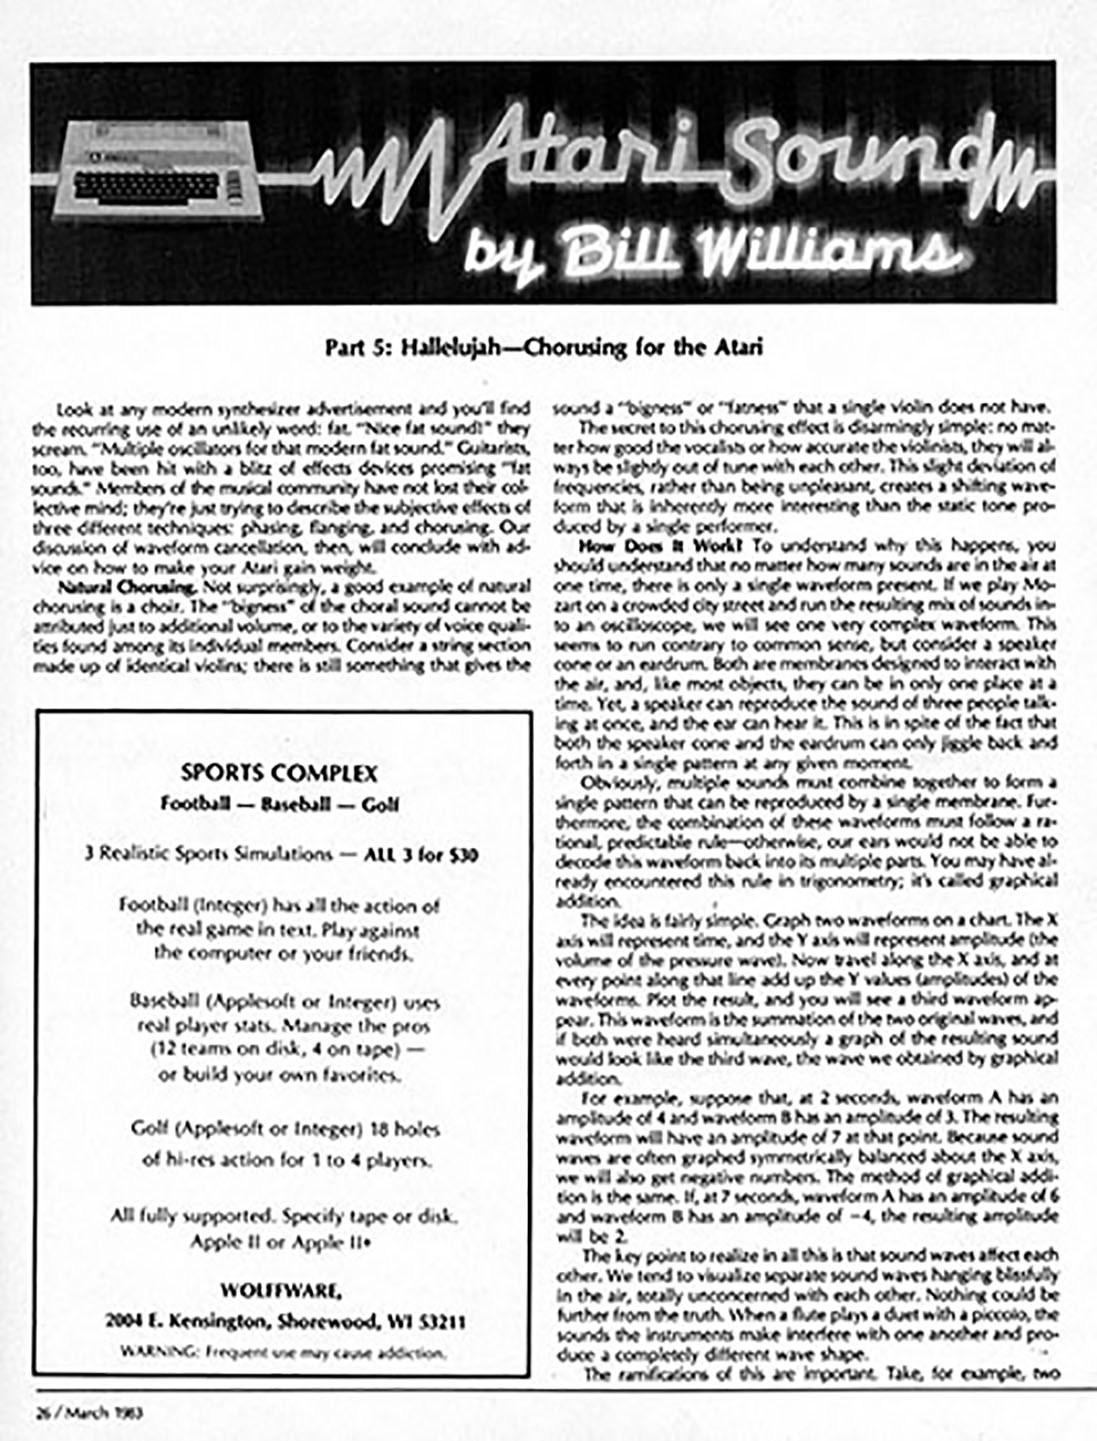 Atari Sound
by Bill Williams
Part 5: Hallelujah—Chorusing for the Atari
Look at any modern synthesizer advertisement and you'll find
the recurring use of an unlikely word: fat. "Nice fat sound!" they
scream. "Multiple oscillators for that modern fat sound." Guitarists,
too, have been hit with a blitz of effects devices promising "fat
sounds." Members of the musical community have not lost their col-
lective mind; they're just trying to describe the subjective effects of
three different techniques: phasing, flanging, and chorusing. Our
discussion of waveform cancellation, then, will conclude with ad-
vice on how to make your Atari gain weight.
Natural Chorusing. Not surprisingly, a good example of natural
chorusing is a choir. The "bigness" of the choral sound cannot be
attributed just to additional volume, or to the variety of voice quali-
ties found among its individual members. Consider a string section
made up of identical violins; there is still something that gives the
SPORTS COMPLEX
Football — Baseball — Golf
3 Realistic Sports Simulations — ALL 3 for $30
Football (Integer) has all the action of
the real game in text. Play against
the computer or your friends.
Baseball (Applesoft or Integer) uses
real player stats. Manage the pros
(12 teams on disk, 4 on tape) —
or build your own favorites.
Golf (Applesoft or Integer) 18 holes
of hi-res action for 1 to 4 players.
All fully supported. Specify tape or disk.
Apple II or Apple II+
WOLFFWARE,
2004 E. Kensington, Shorewood, WI 53211
WARNING: Frequent use may cause addiction.
sound a "bigness" or "fatness" that a single violin does not have.
The secret to this chorusing effect is disarmingly simple: no mat-
ter how good the vocalists or how accurate the violinists, they will al-
ways be slightly out of tune with each other. This slight deviation of
frequencies, rather than being unpleasant, creates a shifting wave-
form that is inherently more interesting than the static tone pro-
duced by a single performer.
How Does It Work? To understand why this happens, you
should understand that no matter how many sounds are in the air at
one time, there is only a single waveform present. If we play Mo-
zart on a crowded city street and run the resulting mix of sounds in-
to an oscilloscope, we will see one very complex waveform. This
seems to run contrary to common sense, but consider a speaker
cone or an eardrum. Both are membranes designed to interact with
the air, and, like most objects, they can be in only one place at a
time. Yet, a speaker can reproduce the sound of three people talk-
ing at once, and the ear can hear it. This is in spite of the fact that
both the speaker cone and the eardrum can only jiggle back and
forth in a single pattern at any given moment.
Obviously, multiple sounds must combine together to form a
single pattern that can be reproduced by a single membrane. Fur-
thermore, the combination of these waveforms must follow a ra-
tional, predictable rule—otherwise, our ears would not be able to
decode this waveform back into its multiple parts. You may have al-
ready encountered this rule in trigonometry; it's called graphical
addition.
The idea is fairly simple. Graph two waveforms on a chart. The X
axis will represent time, and the Y axis will represent amplitude (the
volume of the pressure wave). Now travel along the X axis, and at
every point along that line add up the Y values (amplitudes) of the
waveforms. Plot the result, and you will see a third waveform ap-
pear. This waveform is the summation of the two original waves, and
if both were heard simultaneously a graph of the resulting sound
would look like the third wave, the wave we obtained by graphical
addition.
For example, suppose that, at 2 seconds, waveform A has an
amplitude of 4 and waveform B has an amplitude of 3. The resulting
waveform will have an amplitude of 7 at that point. Because sound
waves are often graphed symmetrically balanced about the X axis,
we will also get negative numbers. The method of graphical addi-
tion is the same. If, at 7 seconds, waveform A has an amplitude of 6
and waveform B has an amplitude of −4, the resulting amplitude
will be 2.
The key point to realize in all this is that sound waves affect each
other. We tend to visualize separate sound waves hanging blissfully
in the air, totally unconcerned with each other. Nothing could be
further from the truth. When a flute plays a duet with a piccolo, the
sounds the instruments make interfere with one another and pro-
duce a completely different wave shape.
The ramifications of this are important. Take, for example, two
26 / March 1983